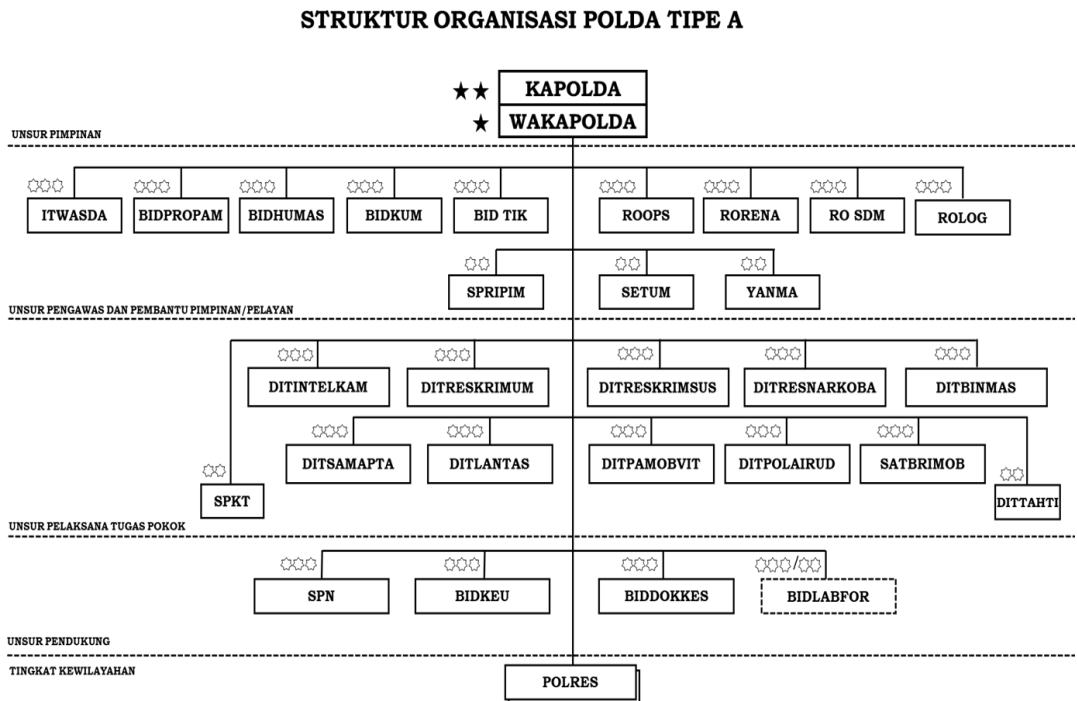 STRUKTUR ORGANISASI POLDA TIPE A
KAPOLDA
WAKAPOLDA
UNSUR PIMPINAN
ITWASDA
BIDPROPAM
BIDHUMAS
BIDKUM
BID TIK
ROOPS
RORENA
RO SDM
ROLOG
SPRIPIM
SETUM
YANMA
UNSUR PENGAWAS DAN PEMBANTU PIMPINAN/PELAYAN
DITINTELKAM
DITRESKRIMUM
DITRESKRIMSUS
DITRESNARKOBA
DITBINMAS
DITSAMAPTA
DITLANTAS
DITPAMOBVIT
DITPOLAIRUD
SATBRIMOB
SPKT
DITTAHTI
UNSUR PELAKSANA TUGAS POKOK
/
SPN
BIDKEU
BIDDOKKES
BIDLABFOR
UNSUR PENDUKUNG
TINGKAT KEWILAYAHAN
POLRES